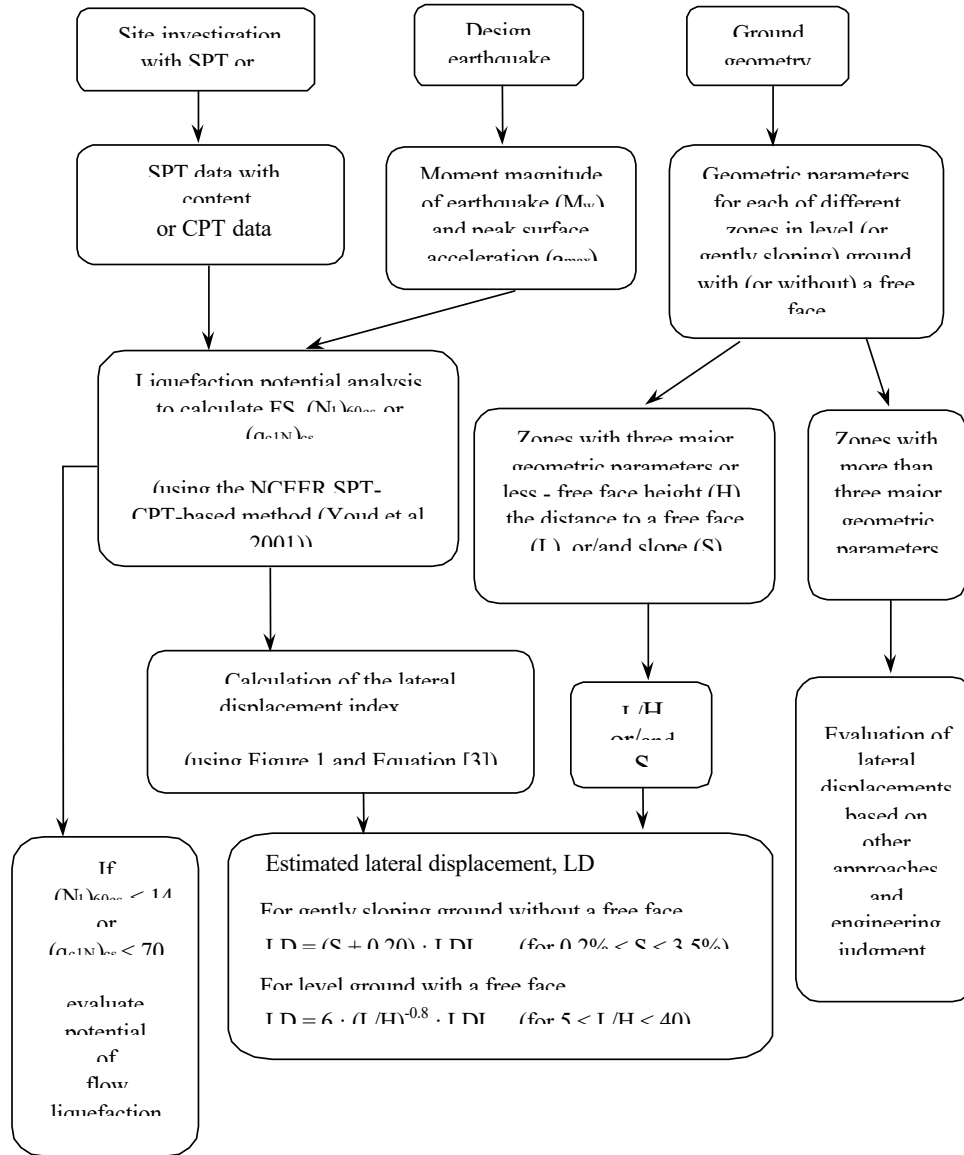 Site investigation
with SPT or
Design
earthquake
Ground
geometry
SPT data with
content
or CPT data
Moment magnitude
of earthquake (Mw)
and peak surface
acceleration (amax)
Geometric parameters
for each of different
zones in level (or
gently sloping) ground
with (or without) a free
face
Liquefaction potential analysis
to calculate FS, (N1)60cs or
(qc1N)cs
(using the NCEER SPT-
CPT-based method (Youd et al.
2001))
Zones with three major
geometric parameters or
less - free face height (H),
the distance to a free face
(L), or/and slope (S)
Zones with
more than
three major
geometric
parameters
Calculation of the lateral
displacement index
(using Figure 1 and Equation [3])
L/H
or/and
S
Evaluation of
lateral
displacements
based on
other
approaches
and
engineering
judgment
If
(N1)60cs < 14
or
(qc1N)cs < 70
evaluate
potential
of
flow
liquefaction
Estimated lateral displacement, LD
For gently sloping ground without a free face
LD = (S + 0.20) · LDI (for 0.2% < S < 3.5%)
For level ground with a free face
LD = 6 · (L/H)^-0.8 · LDI (for 5 < L/H < 40)